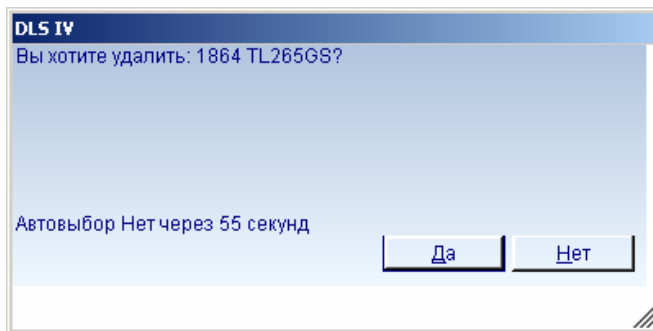 DLS IV
Вы хотите удалить: 1864 TL265GS?
Автовыбор Нет через 55 секунд
Да
Нет